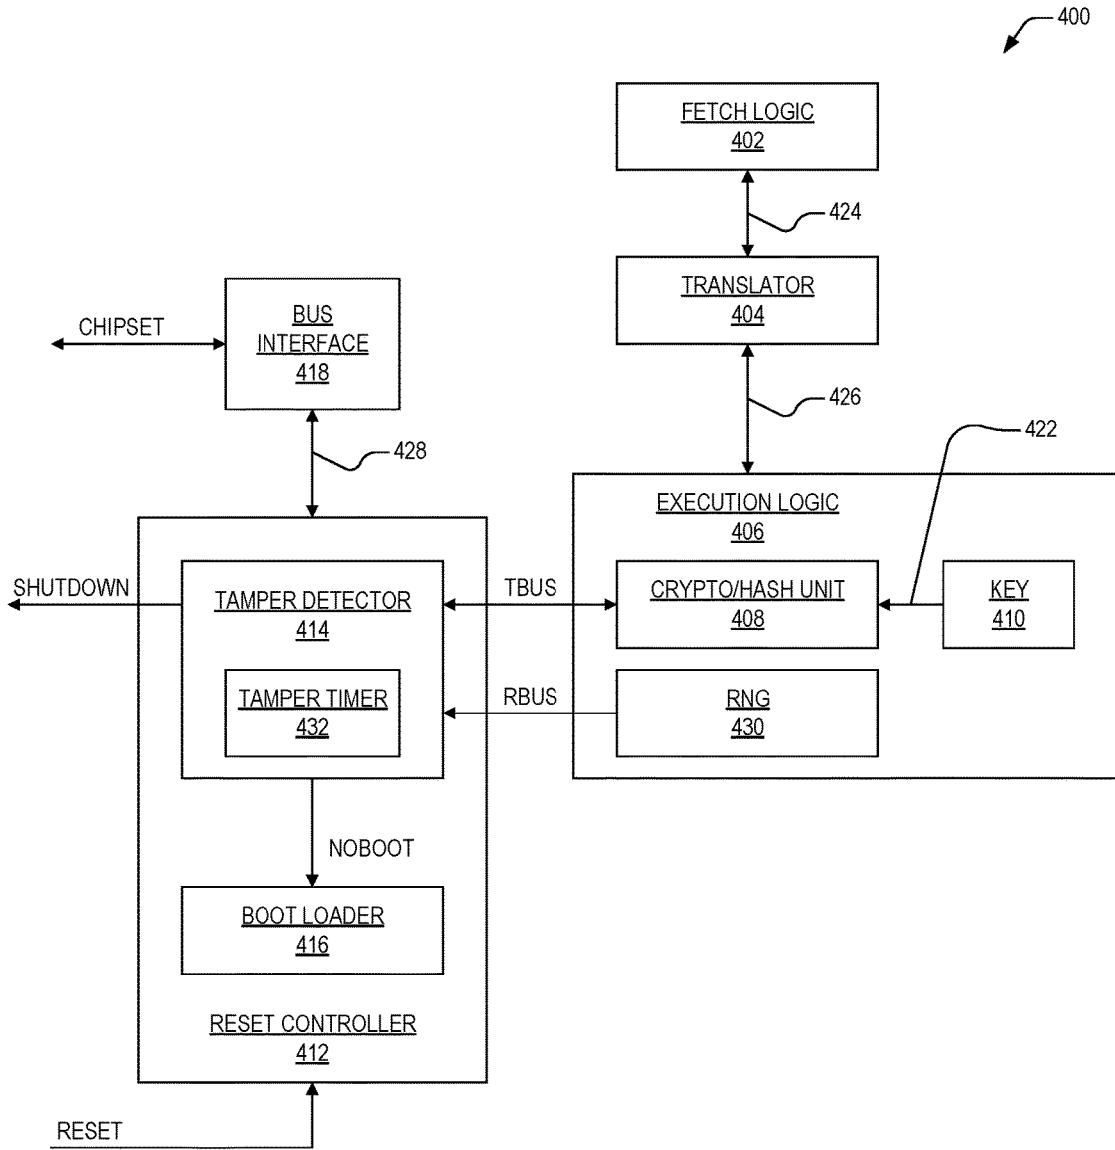 400
FETCH LOGIC
402
424
TRANSLATOR
404
BUS
INTERFACE
418
CHIPSET
426
428
422
EXECUTION LOGIC
406
SHUTDOWN
TAMPER DETECTOR
414
TBUS
CRYPTO/HASH UNIT
408
KEY
410
TAMPER TIMER
432
RBUS
RNG
430
NOBOOT
BOOT LOADER
416
RESET CONTROLLER
412
RESET